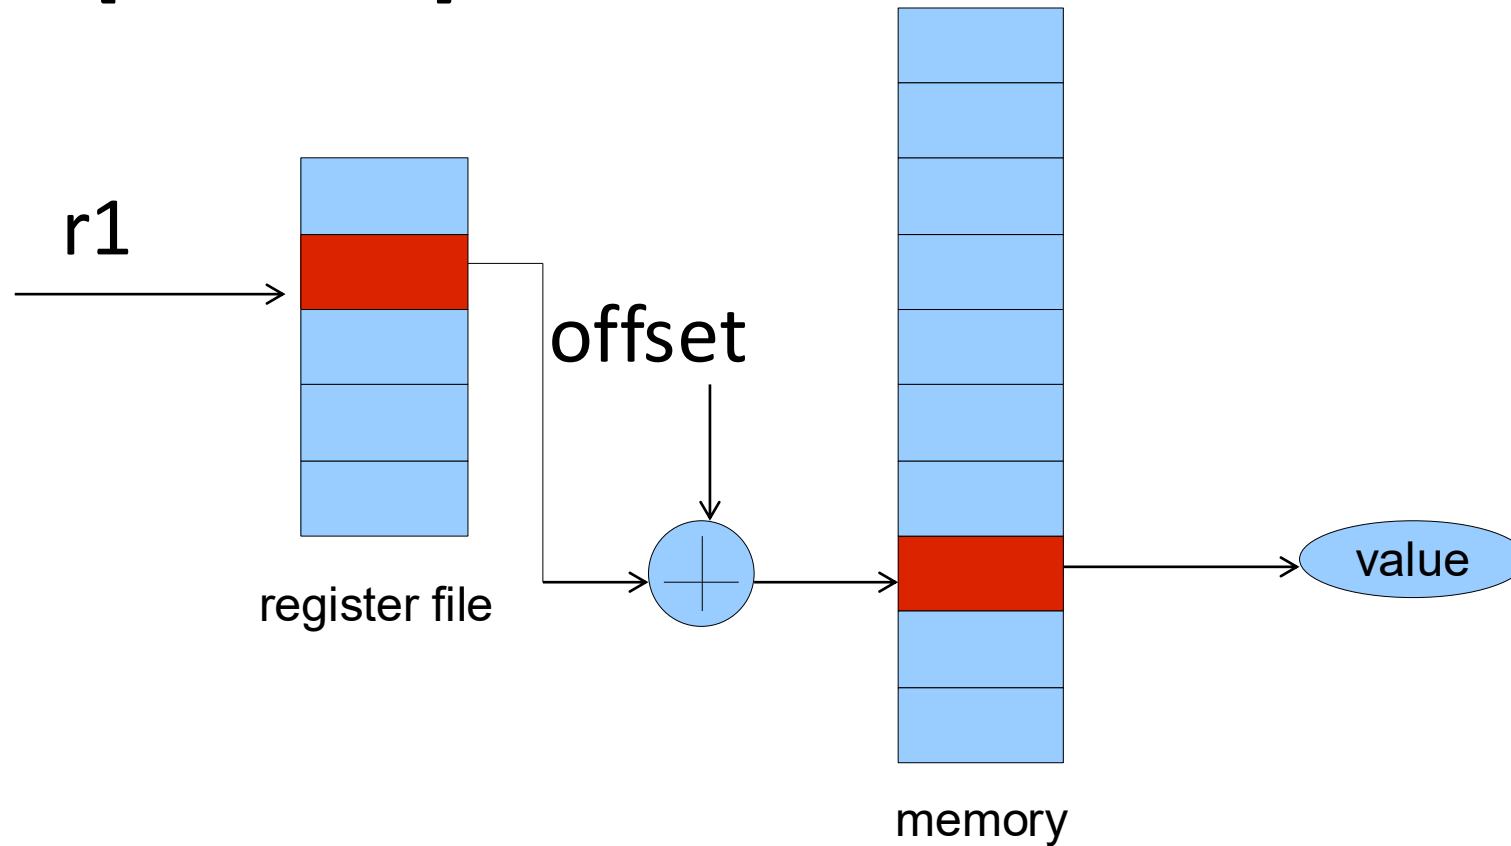 r1
offset
register file
value
memory